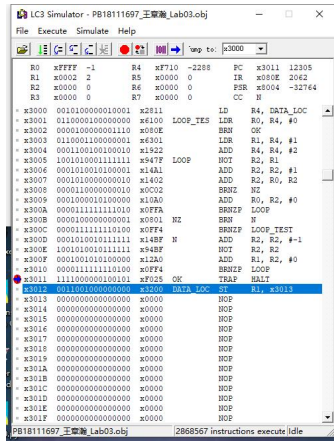 LC3 Simulator - PB18111697_王章瀚_Lab03.obj
File Execute Simulate Help
Jump to: x3000
R0 xFFFF -1 R4 xF710 -2288 PC x3011 12305
R1 x0002 2 R5 x0000 0 IR x080E 2062
R2 x0000 0 R6 x0000 0 PSR x8004 -32764
R3 x0000 0 R7 x0000 0 CC N
x3000 0010100000010001 x2811 LD R4, DATA_LOC
x3001 0110000100000000 x6100 LOOP_TES LDR R0, R4, #0
x3002 0000100000001110 x080E BRN OK
x3003 0110001100000000 x6301 LDR R1, R4, #1
x3004 0001100100100010 x1922 ADD R4, R4, #2
x3005 1001010001111111 x947F LOOP NOT R2, R1
x3006 0001010010100001 x14A1 ADD R2, R2, #1
x3007 0001010000000010 x1402 ADD R2, R0, R2
x3008 0000110000000010 x0C02 BRNZ NZ
x3009 0001000010100000 x10A0 ADD R0, R2, #0
x300A 0000111111111010 x0FFA BRNZP LOOP
x300B 0000100000000001 x0801 NZ BRN N
x300C 0000111111110100 x0FF4 BRNZP LOOP_TEST
x300D 0001010010111111 x14BF N ADD R2, R2, #-1
x300E 1001010010111111 x94BF NOT R2, R2
x300F 0001001010100000 x12A0 ADD R1, R2, #0
x3010 0000111111110100 x0FF4 BRNZP LOOP
x3011 1111000000100101 xF025 OK TRAP HALT
x3012 0011001000000000 x3200 DATA_LOC ST R1, x3013
x3013 0000000000000000 x0000 NOP
x3014 0000000000000000 x0000 NOP
x3015 0000000000000000 x0000 NOP
x3016 0000000000000000 x0000 NOP
x3017 0000000000000000 x0000 NOP
x3018 0000000000000000 x0000 NOP
x3019 0000000000000000 x0000 NOP
x301A 0000000000000000 x0000 NOP
x301B 0000000000000000 x0000 NOP
x301C 0000000000000000 x0000 NOP
x301D 0000000000000000 x0000 NOP
x301E 0000000000000000 x0000 NOP
x301F 0000000000000000 x0000 NOP
PB18111697_王章瀚_Lab03.obj 2868567 instructions execute Idle